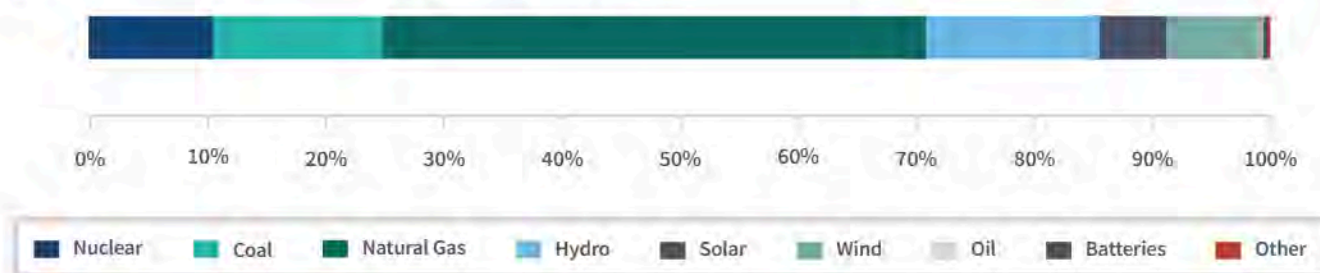 0% 10% 20% 30% 40% 50% 60% 70% 80% 90% 100%
Nuclear Coal Natural Gas Hydro Solar Wind Oil Batteries Other